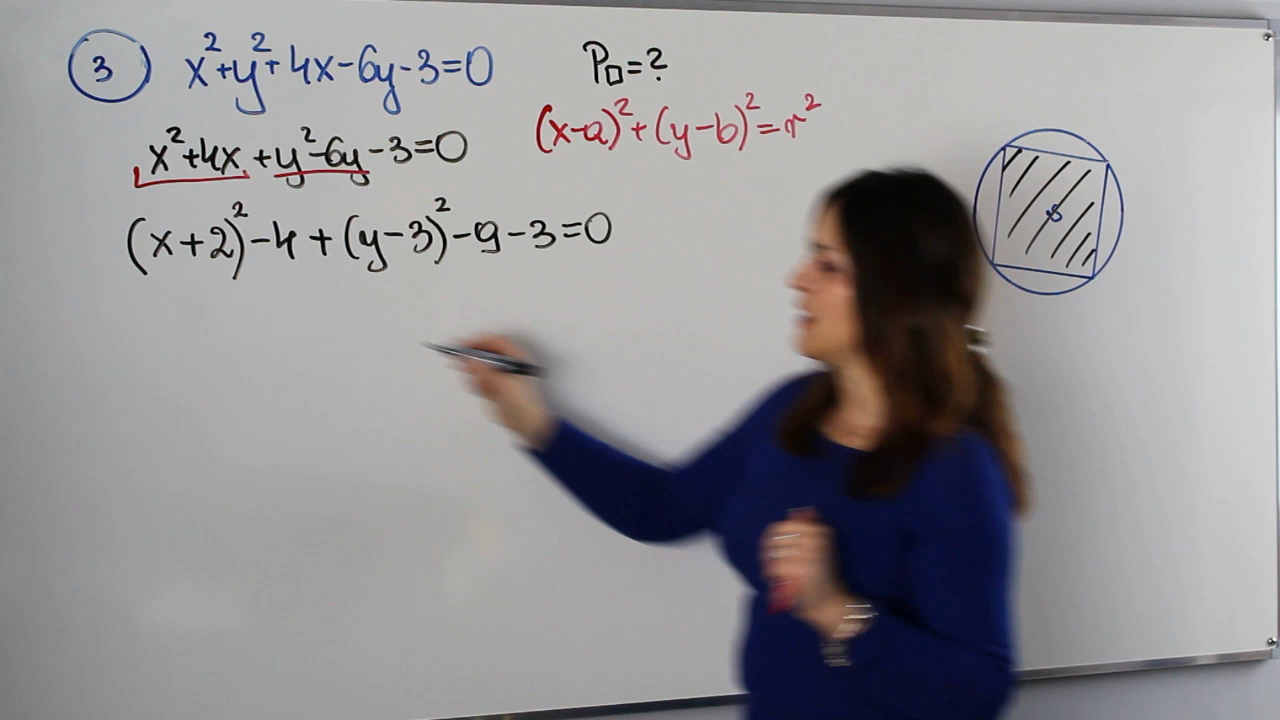 3 x²+y²+4x-6y-3=0 P□=?
(x-a)²+(y-b)²=r²
x²+4x+y²-6y-3=0
(x+2)²-4+(y-3)²-9-3=0
S